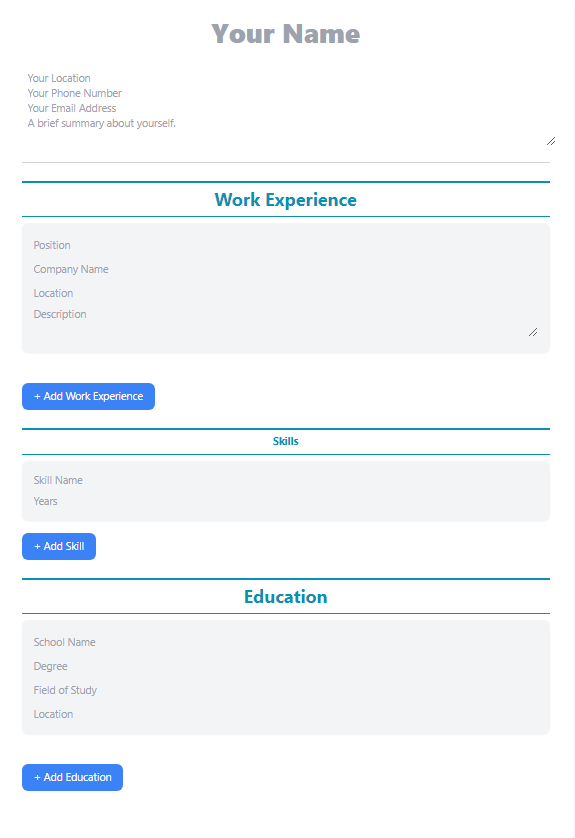 Your Name
Your Location
Your Phone Number
Your Email Address
A brief summary about yourself.
Work Experience
Position
Company Name
Location
Description
+ Add Work Experience
Skills
Skill Name
Years
+ Add Skill
Education
School Name
Degree
Field of Study
Location
+ Add Education